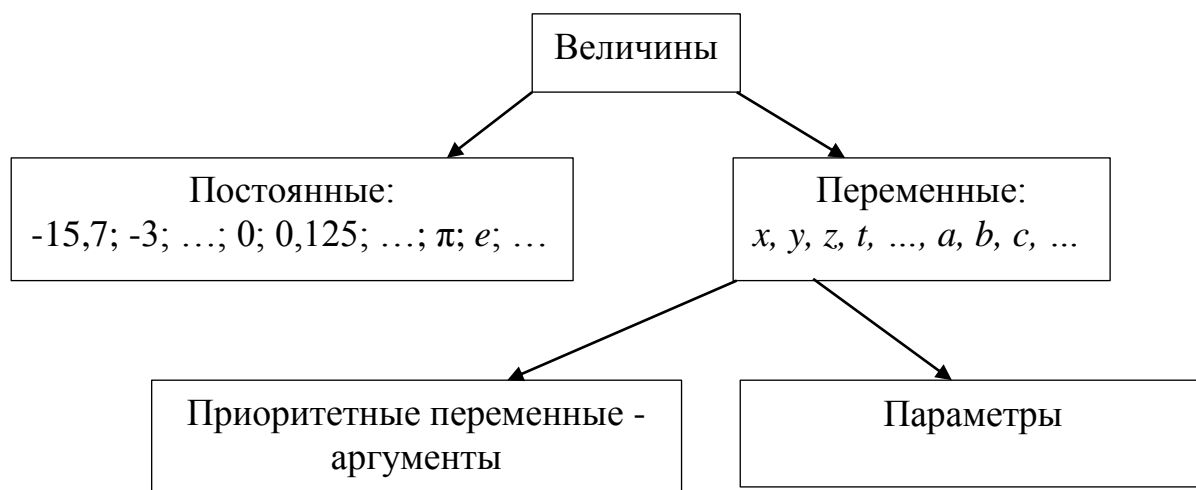 Величины
Постоянные:
-15,7; -3; …; 0; 0,125; …; π; e; …
Переменные:
x, y, z, t, …, a, b, c, …
Приоритетные переменные -
аргументы
Параметры